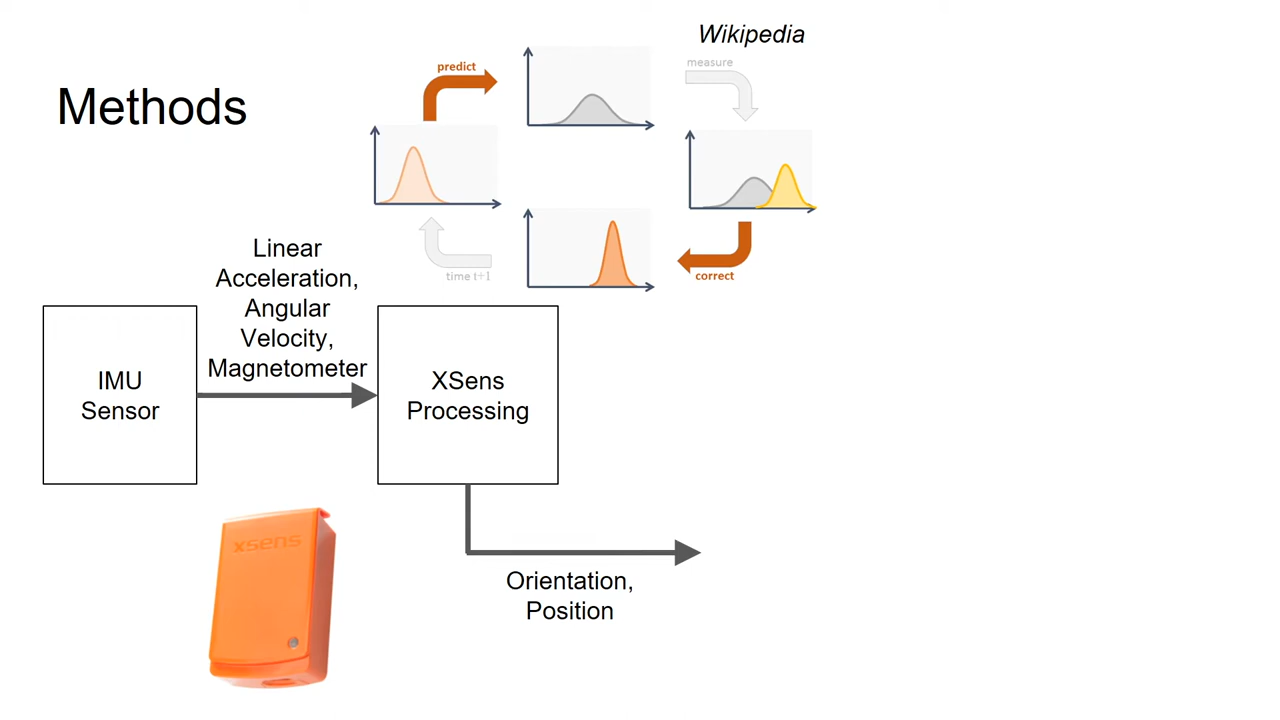 Wikipedia
predict
measure
Methods
time t+1
correct
Linear
Acceleration,
Angular
Velocity,
Magnetometer
IMU
Sensor
XSens
Processing
xsens
Orientation,
Position